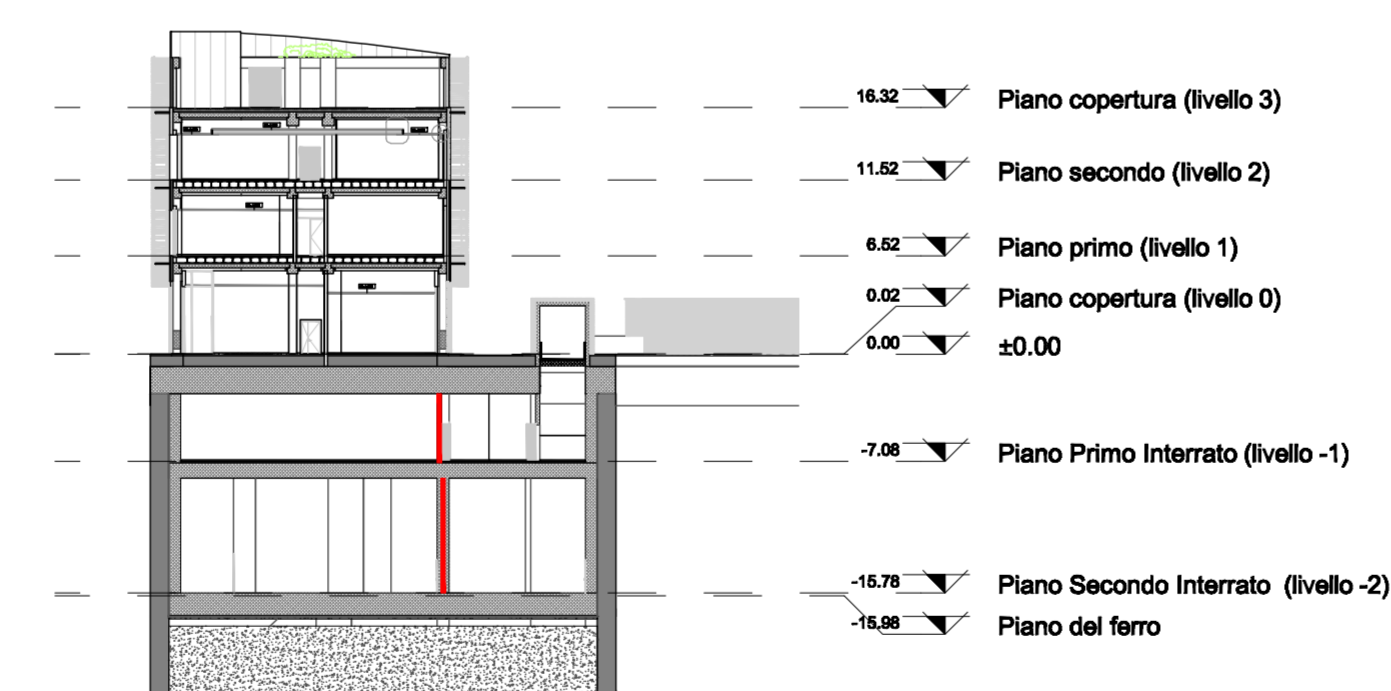 16.32 Piano copertura (livello 3)
11.52 Piano secondo (livello 2)
6.52 Piano primo (livello 1)
0.02 Piano copertura (livello 0)
0.00 ±0.00
-7.08 Piano Primo Interrato (livello -1)
-15.78 Piano Secondo Interrato (livello -2)
-15.98 Piano del ferro